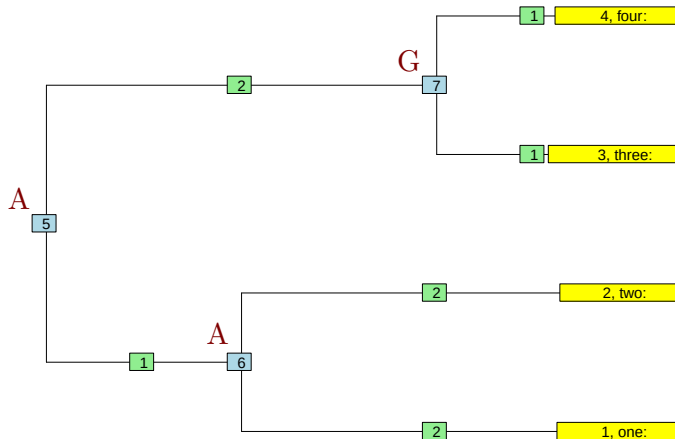 1 4, four:
G
2 7
1 3, three:
A
5
2 2, two:
A
1 6
2 1, one: